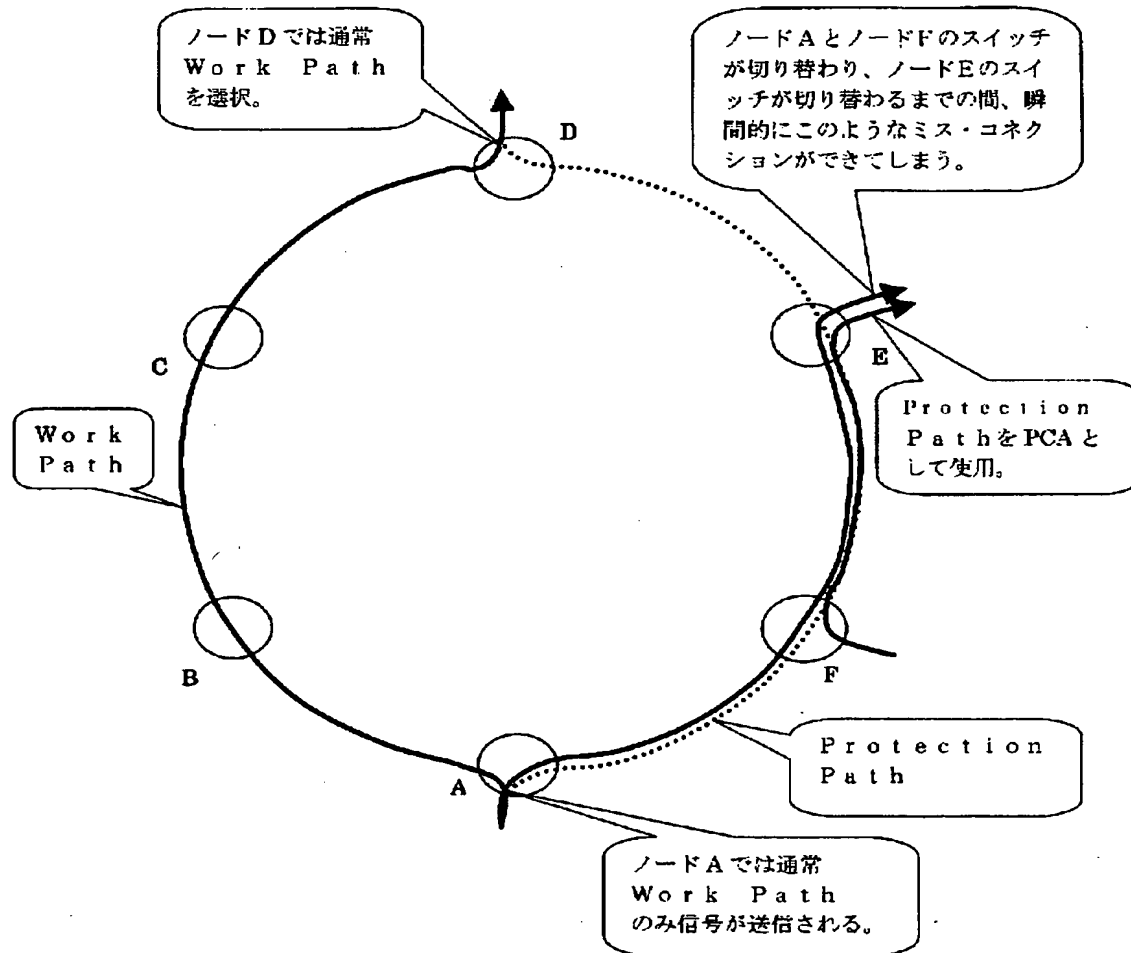 ノードDでは通常
Work Path
を選択。
ノードAとノードFのスイッチ
が切り替わり、ノードEのスイ
ッチが切り替わるまでの間、瞬
間的にこのようなミス・コネク
ションができてしまう。
D
C
E
Work
Path
Protection
PathをPCAと
して使用。
B
F
A
Protection
Path
ノードAでは通常
Work Path
のみ信号が送信される。